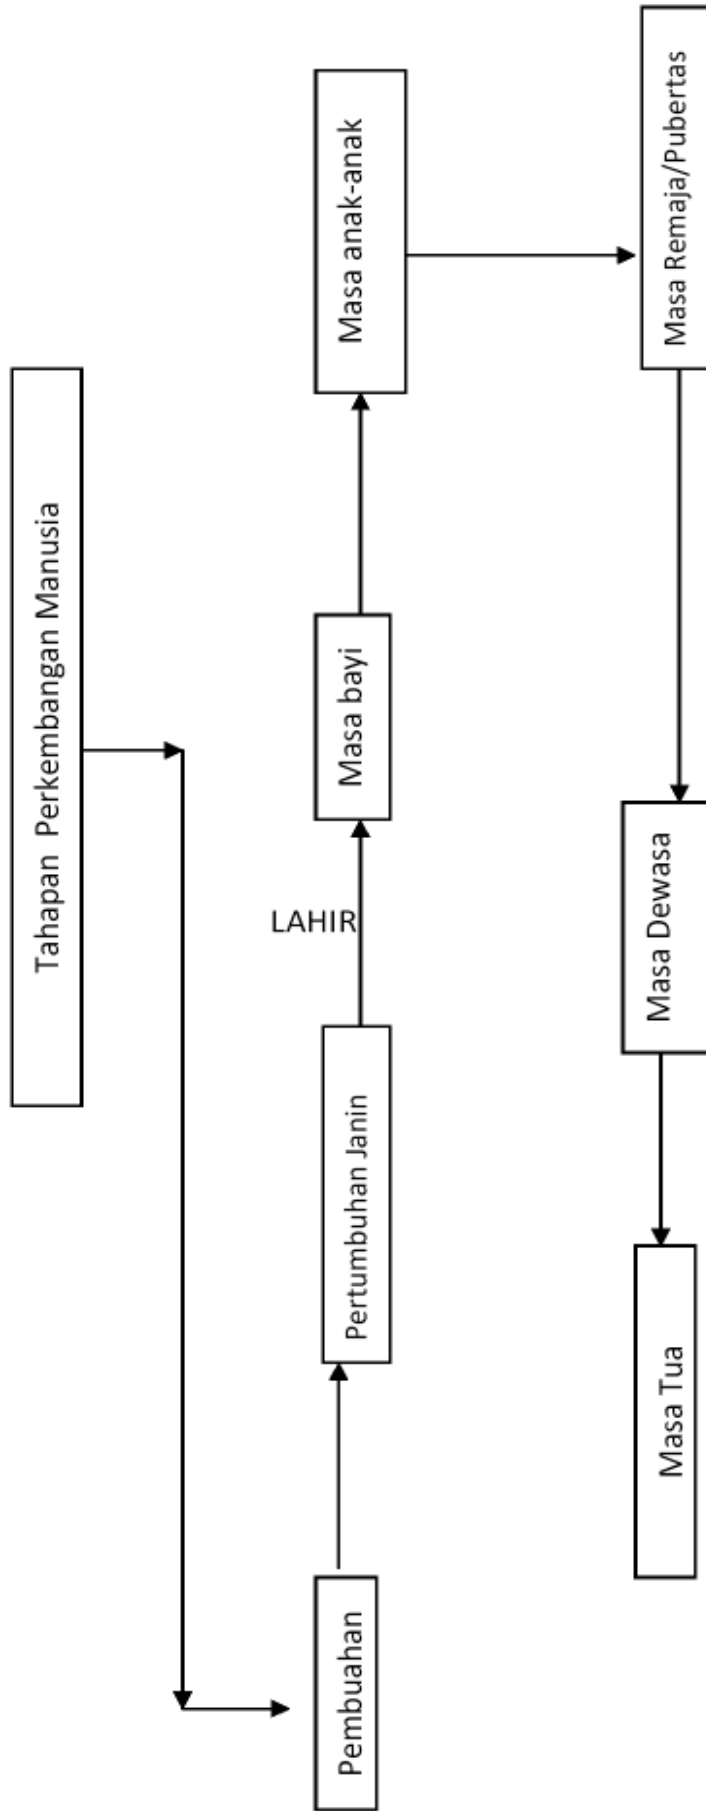 Tahapan Perkembangan Manusia
Pembuahan
Pertumbuhan Janin
LAHIR
Masa bayi
Masa anak-anak
Masa Remaja/Pubertas
Masa Dewasa
Masa Tua